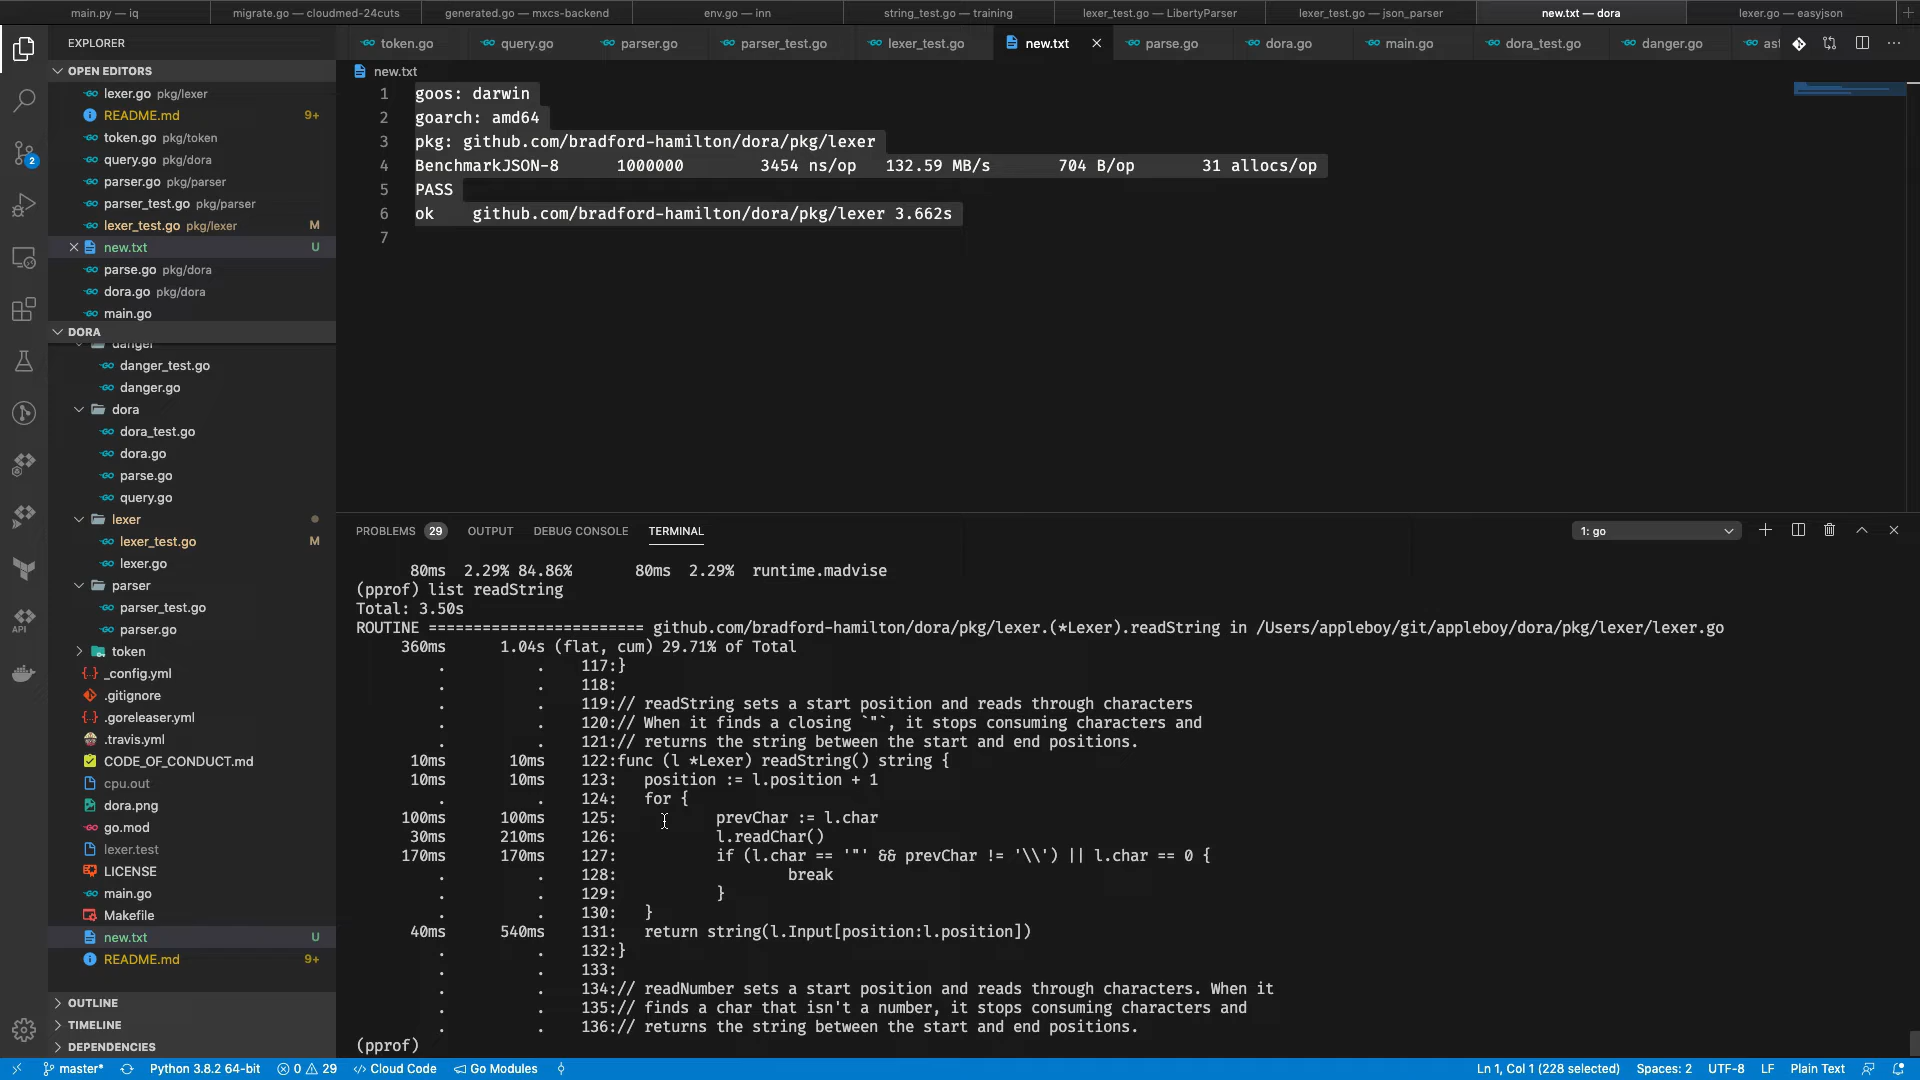 main.py — iq
migrate.go — cloudmed-24cuts
generated.go — mxcs-backend
env.go — inn
string_test.go — training
lexer_test.go — LibertyParser
lexer_test.go — json_parser
new.txt — dora
lexer.go — easyjson
EXPLORER
token.go
query.go
parser.go
parser_test.go
lexer_test.go
new.txt
parse.go
dora.go
main.go
dora_test.go
danger.go
ast
OPEN EDITORS
lexer.go pkg/lexer
README.md 9+
token.go pkg/token
query.go pkg/dora
parser.go pkg/parser
parser_test.go pkg/parser
lexer_test.go pkg/lexer M
new.txt U
parse.go pkg/dora
dora.go pkg/dora
main.go
DORA
danger
danger_test.go
danger.go
dora
dora_test.go
dora.go
parse.go
query.go
lexer
lexer_test.go M
lexer.go
parser
parser_test.go
parser.go
token
_config.yml
.gitignore
.goreleaser.yml
.travis.yml
CODE_OF_CONDUCT.md
cpu.out
dora.png
go.mod
lexer.test
LICENSE
main.go
Makefile
new.txt U
README.md 9+
OUTLINE
TIMELINE
DEPENDENCIES
2
API
new.txt
1 goos: darwin
2 goarch: amd64
3 pkg: github.com/bradford-hamilton/dora/pkg/lexer
4 BenchmarkJSON-8 1000000 3454 ns/op 132.59 MB/s 704 B/op 31 allocs/op
5 PASS
6 ok github.com/bradford-hamilton/dora/pkg/lexer 3.662s
7
PROBLEMS 29 OUTPUT DEBUG CONSOLE TERMINAL 1: go
80ms 2.29% 84.86% 80ms 2.29% runtime.madvise
(pprof) list readString
Total: 3.50s
ROUTINE ======================== github.com/bradford-hamilton/dora/pkg/lexer.(*Lexer).readString in /Users/appleboy/git/appleboy/dora/pkg/lexer/lexer.go
360ms 1.04s (flat, cum) 29.71% of Total
. . 117:}
. . 118:
. . 119:// readString sets a start position and reads through characters
. . 120:// When it finds a closing `"`, it stops consuming characters and
. . 121:// returns the string between the start and end positions.
10ms 10ms 122:func (l *Lexer) readString() string {
10ms 10ms 123: position := l.position + 1
. . 124: for {
100ms 100ms 125: prevChar := l.char
30ms 210ms 126: l.readChar()
170ms 170ms 127: if (l.char == '"' && prevChar != '\\') || l.char == 0 {
. . 128: break
. . 129: }
. . 130: }
40ms 540ms 131: return string(l.Input[position:l.position])
. . 132:}
. . 133:
. . 134:// readNumber sets a start position and reads through characters. When it
. . 135:// finds a char that isn't a number, it stops consuming characters and
. . 136:// returns the string between the start and end positions.
(pprof)
master* Python 3.8.2 64-bit 0 29 Cloud Code Go Modules Ln 1, Col 1 (228 selected) Spaces: 2 UTF-8 LF Plain Text